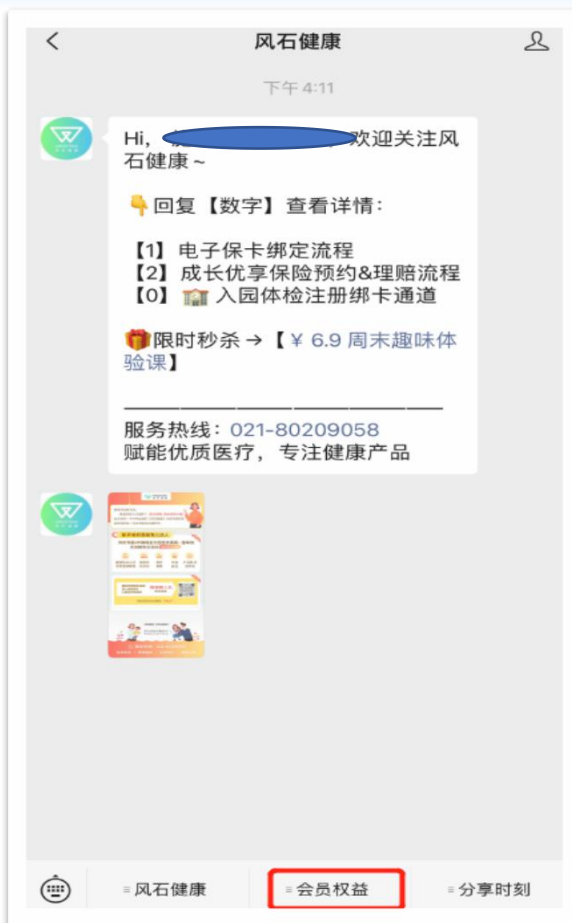 风石健康
下午 4:11
Hi, 欢迎关注风
石健康~
👇回复【数字】查看详情:
【1】电子保卡绑定流程
【2】成长优享保险预约&理赔流程
【0】🏫 入园体检注册绑卡通道
🎁限时秒杀→【¥ 6.9 周末趣味体
验课】
服务热线:021-80209058
赋能优质医疗,专注健康产品
风石健康
会员权益
分享时刻